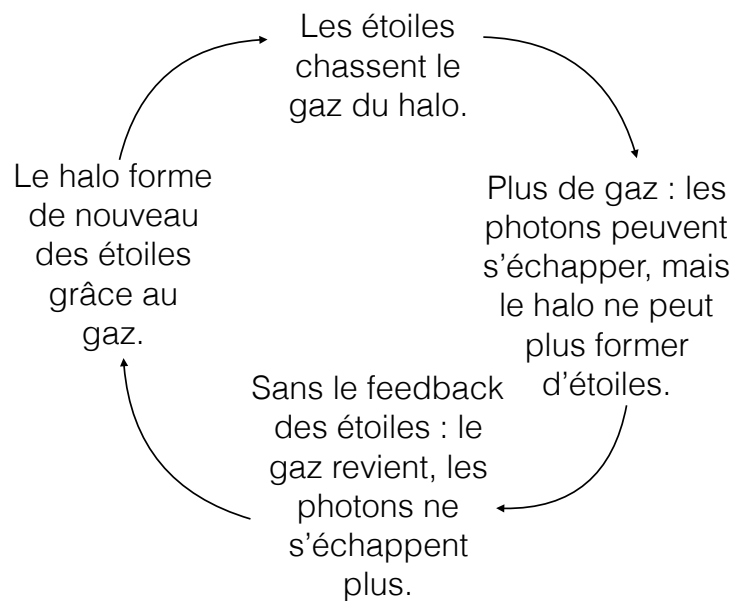 Les étoiles
chassent le
gaz du halo.
Plus de gaz : les
photons peuvent
s’échapper, mais
le halo ne peut
plus former
d’étoiles.
Sans le feedback
des étoiles : le
gaz revient, les
photons ne
s’échappent
plus.
Le halo forme
de nouveau
des étoiles
grâce au
gaz.